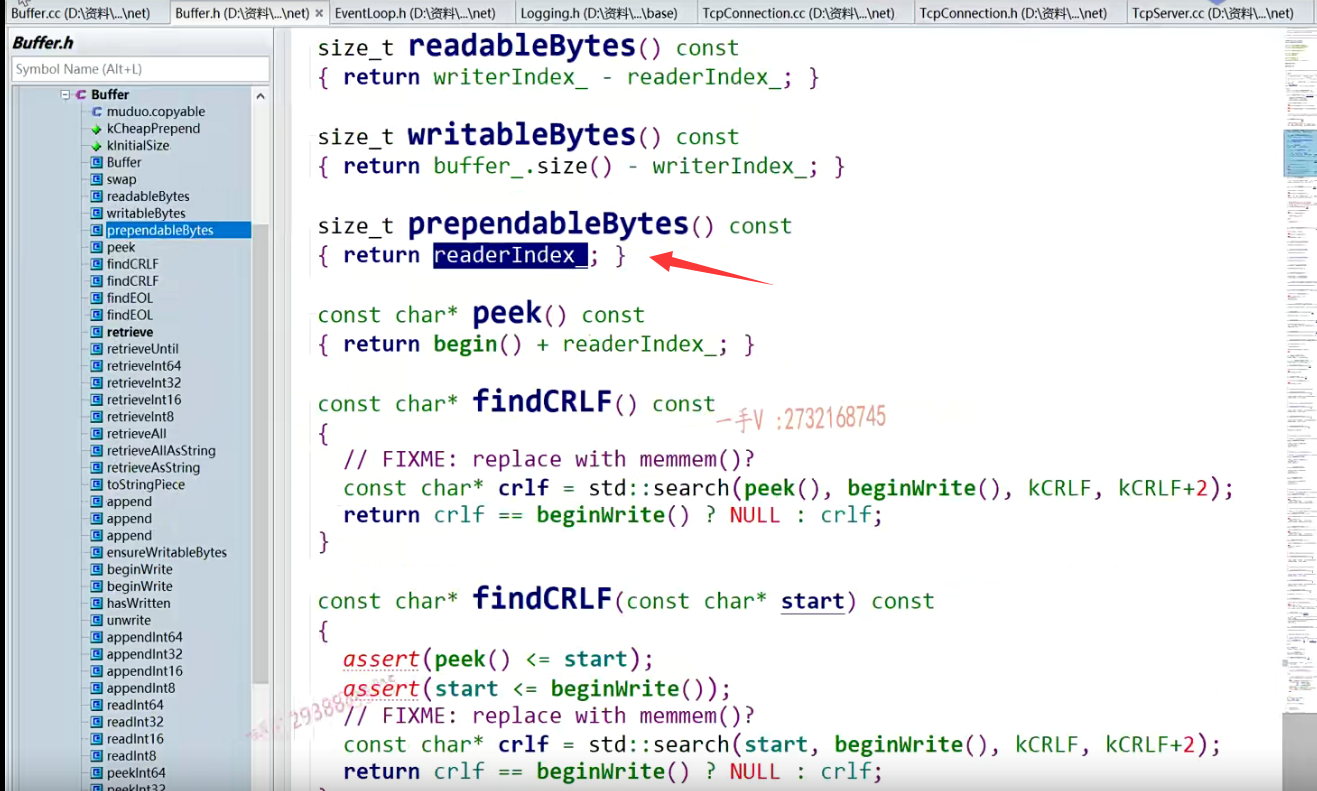 Buffer.cc (D:\资料\...\net) Buffer.h (D:\资料\...\net) × EventLoop.h (D:\资料\...\net) Logging.h (D:\资料\...\base) TcpConnection.cc (D:\资料\...\net) TcpConnection.h (D:\资料\...\net) TcpServer.cc (D:\资料\...\net)
Buffer.h
Symbol Name (Alt+L)
Buffer
muduo::copyable
kCheapPrepend
kInitialSize
Buffer
swap
readableBytes
writableBytes
prependableBytes
peek
findCRLF
findCRLF
findEOL
findEOL
retrieve
retrieveUntil
retrieveInt64
retrieveInt32
retrieveInt16
retrieveInt8
retrieveAll
retrieveAllAsString
retrieveAsString
toStringPiece
append
append
append
ensureWritableBytes
beginWrite
beginWrite
hasWritten
unwrite
appendInt64
appendInt32
appendInt16
appendInt8
readInt64
readInt32
readInt16
readInt8
peekInt64
peekInt32
size_t readableBytes() const
{ return writerIndex_ - readerIndex_; }
size_t writableBytes() const
{ return buffer_.size() - writerIndex_; }
size_t prependableBytes() const
{ return readerIndex_; }
const char* peek() const
{ return begin() + readerIndex_; }
const char* findCRLF() const
一手V :2732168745
{
// FIXME: replace with memmem()?
const char* crlf = std::search(peek(), beginWrite(), kCRLF, kCRLF+2);
return crlf == beginWrite() ? NULL : crlf;
}
const char* findCRLF(const char* start) const
{
assert(peek() <= start);
assert(start <= beginWrite());
// FIXME: replace with memmem()?
const char* crlf = std::search(start, beginWrite(), kCRLF, kCRLF+2);
return crlf == beginWrite() ? NULL : crlf;
}